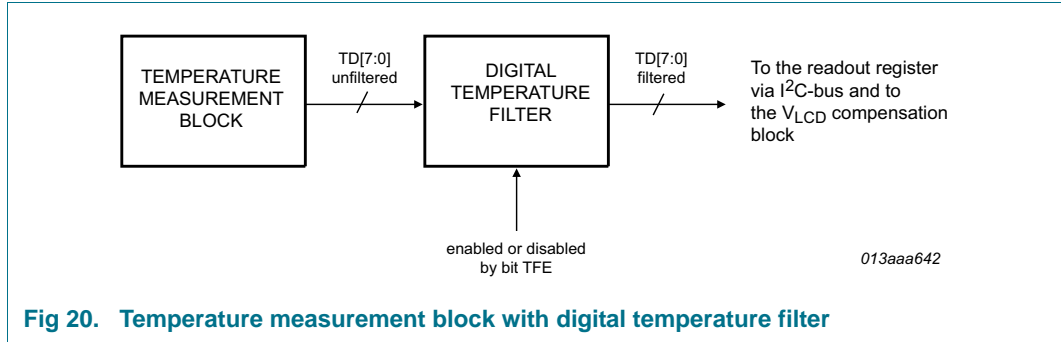 TEMPERATURE
MEASUREMENT
BLOCK
TD[7:0]
unfiltered
DIGITAL
TEMPERATURE
FILTER
TD[7:0]
filtered
To the readout register
via I2C-bus and to
the VLCD compensation
block
enabled or disabled
by bit TFE
013aaa642
Fig 20. Temperature measurement block with digital temperature filter